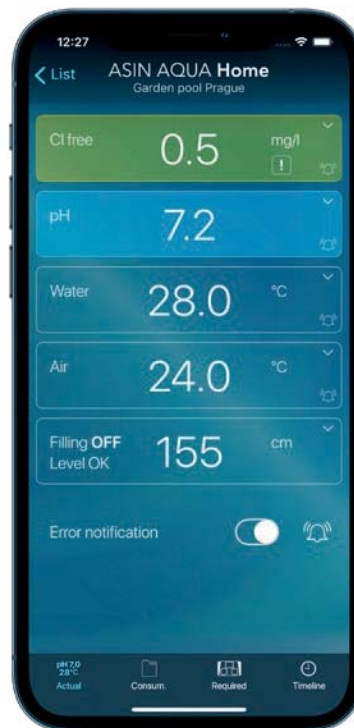 12:27
List
ASIN AQUA Home
Garden pool Prague
Cl free 0.5 mg/l
!
pH 7.2
Water 28.0 °C
Air 24.0 °C
Filling OFF
Level OK
155 cm
Error notification
pH 7,0
28°C
Actual
Consum.
Required
Timeline